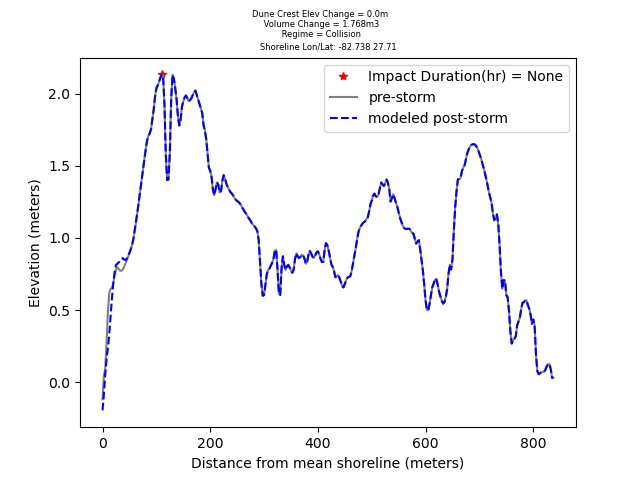 Dune Crest Elev Change = 0.0m
Volume Change = 1.768m3
Regime = Collision
Shoreline Lon/Lat: -82.738 27.71
Impact Duration(hr) = None
pre-storm
modeled post-storm
Elevation (meters)
2.0
1.5
1.0
0.5
0.0
0 200 400 600 800
Distance from mean shoreline (meters)